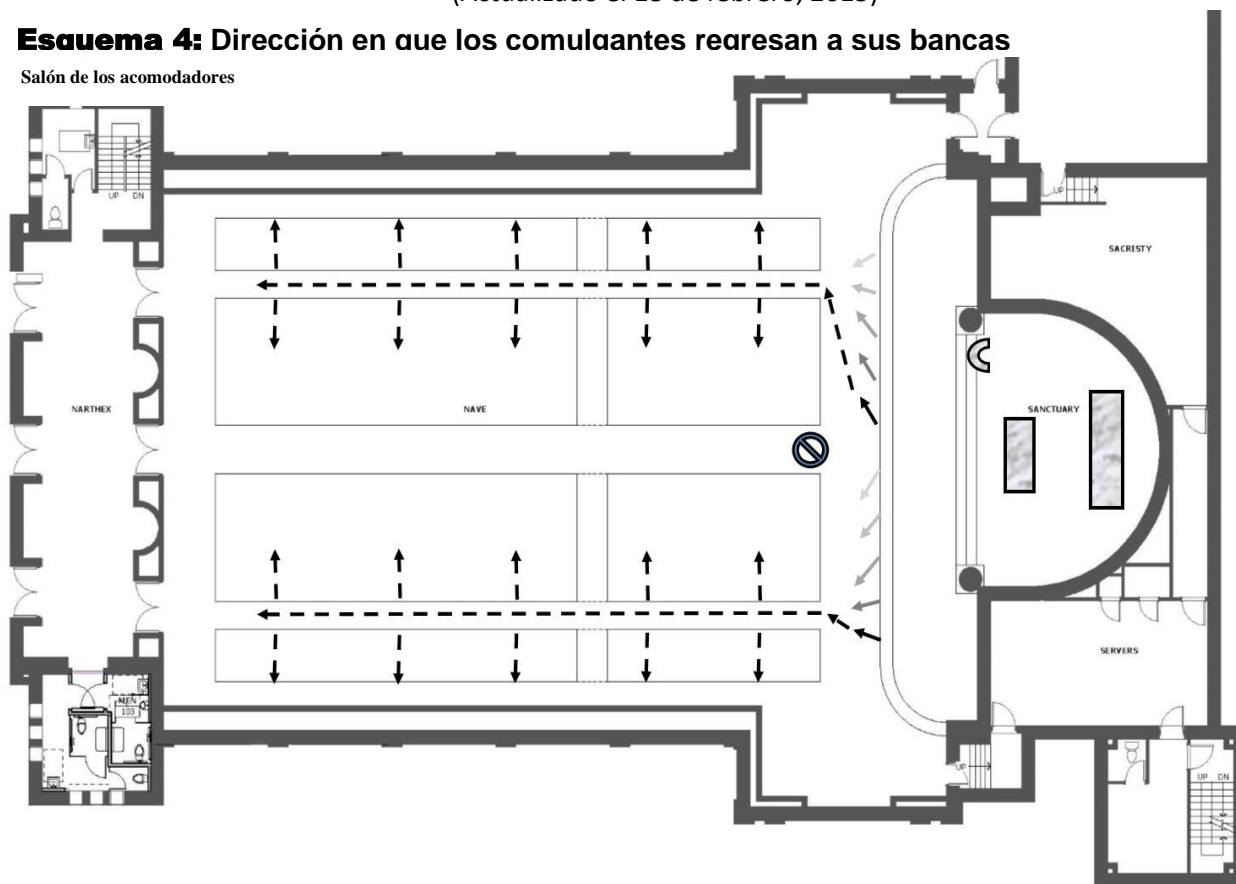 Esquema 4: Dirección en que los comulgantes regresan a sus bancas
Salón de los acomodadores
UP DN
UP
SACRISTY
NARTHEX
NAVE
SANCTUARY
SERVERS
MEN
103
UP
UP DN